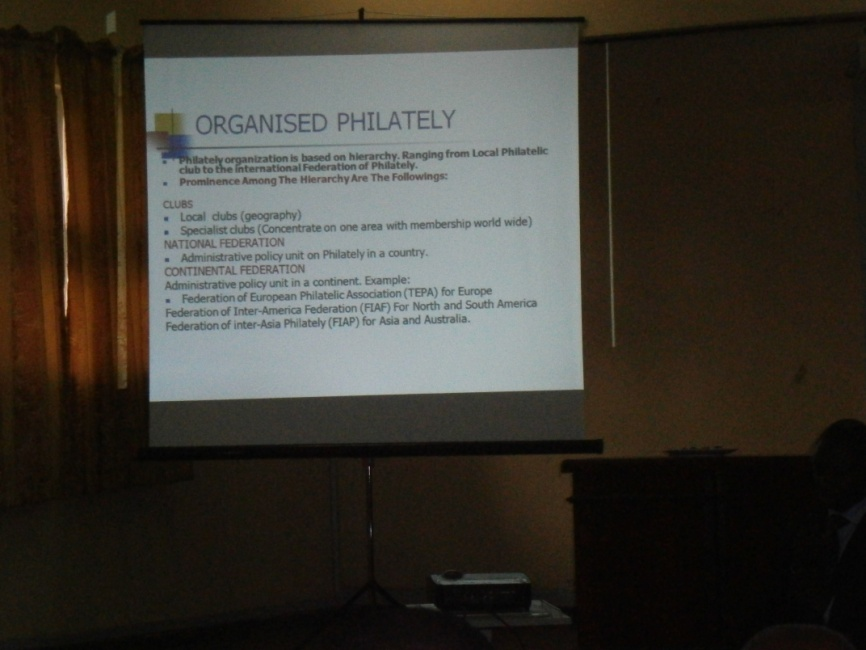 ORGANISED PHILATELY
Philately organization is based on hierarchy. Ranging from Local Philatelic
club to the international Federation of Philately.
Prominence Among The Hierarchy Are The Followings:
CLUBS
Local clubs (geography)
Specialist clubs (Concentrate on one area with membership world wide)
NATIONAL FEDERATION
Administrative policy unit on Philately in a country.
CONTINENTAL FEDERATION
Administrative policy unit in a continent. Example:
Federation of European Philatelic Association (TEPA) for Europe
Federation of Inter-America Federation (FIAF) For North and South America
Federation of inter-Asia Philately (FIAP) for Asia and Australia.